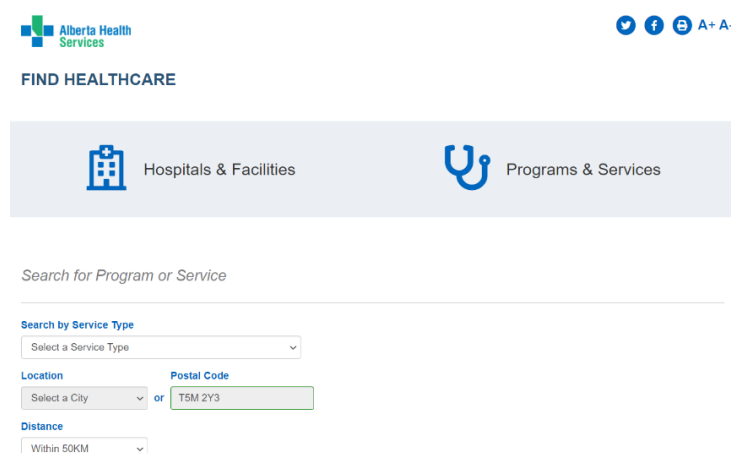 Alberta Health
Services
A+ A-
FIND HEALTHCARE
Hospitals & Facilities
Programs & Services
Search for Program or Service
Search by Service Type
Select a Service Type
Location
Postal Code
Select a City
or
T5M 2Y3
Distance
Within 50KM